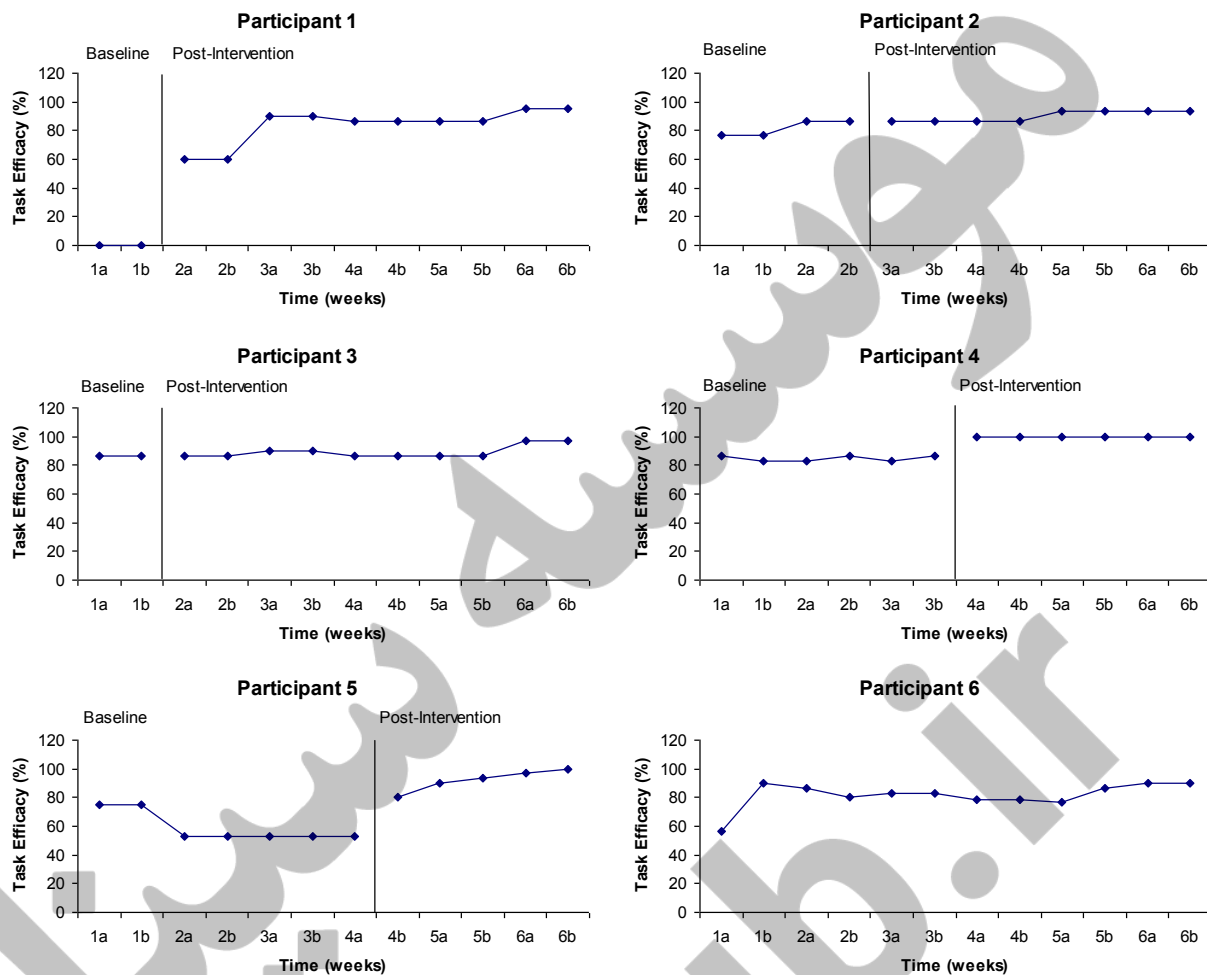 Participant 1
Baseline Post-Intervention
120
100
80
60
40
20
0
Task Efficacy (%)
1a 1b 2a 2b 3a 3b 4a 4b 5a 5b 6a 6b
Time (weeks)
Participant 2
Baseline Post-Intervention
120
100
80
60
40
20
0
Task Efficacy (%)
1a 1b 2a 2b 3a 3b 4a 4b 5a 5b 6a 6b
Time (weeks)
Participant 3
Baseline Post-Intervention
120
100
80
60
40
20
0
Task Efficacy (%)
1a 1b 2a 2b 3a 3b 4a 4b 5a 5b 6a 6b
Time (weeks)
Participant 4
Baseline Post-Intervention
120
100
80
60
40
20
0
Task Efficacy (%)
1a 1b 2a 2b 3a 3b 4a 4b 5a 5b 6a 6b
Time (weeks)
Participant 5
Baseline Post-Intervention
120
100
80
60
40
20
0
Task Efficacy (%)
1a 1b 2a 2b 3a 3b 4a 4b 5a 5b 6a 6b
Time (weeks)
Participant 6
120
100
80
60
40
20
0
Task Efficacy (%)
1a 1b 2a 2b 3a 3b 4a 4b 5a 5b 6a 6b
Time (weeks)
b.ir